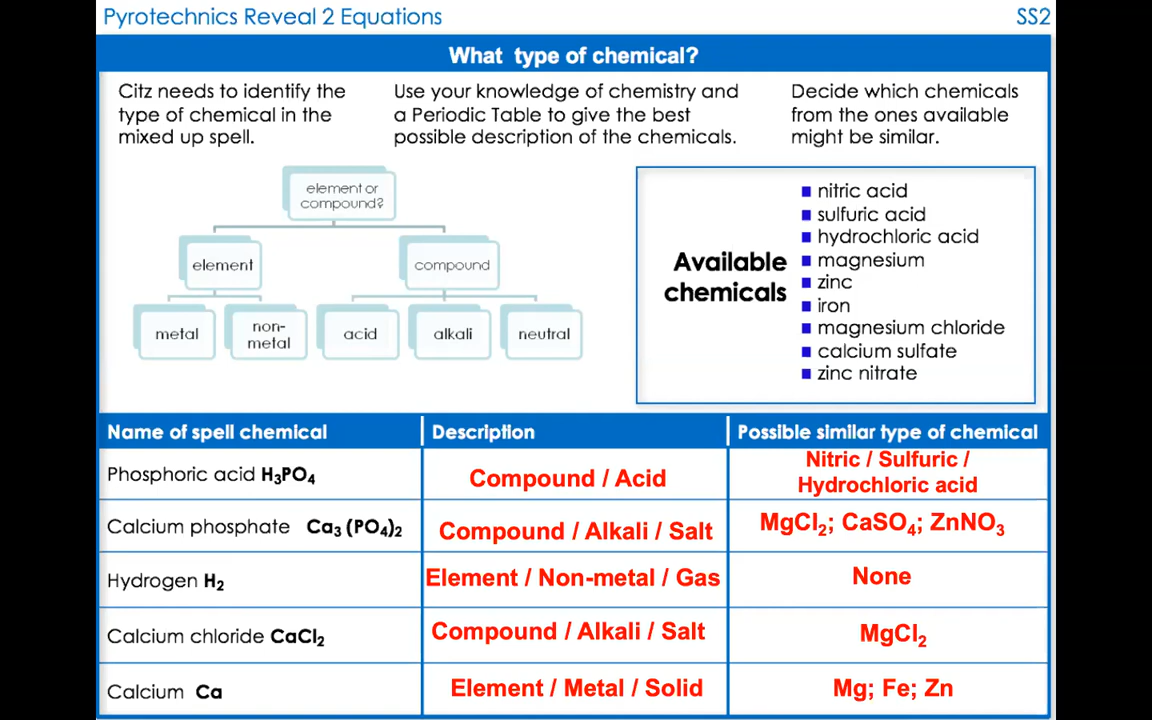 Pyrotechnics Reveal 2 Equations
SS2
What type of chemical?
Citz needs to identify the
type of chemical in the
mixed up spell.
Use your knowledge of chemistry and
a Periodic Table to give the best
possible description of the chemicals.
Decide which chemicals
from the ones available
might be similar.
element or
compound?
element
compound
metal
non-
metal
acid
alkali
neutral
Available
chemicals
nitric acid
sulfuric acid
hydrochloric acid
magnesium
zinc
iron
magnesium chloride
calcium sulfate
zinc nitrate
Name of spell chemical
Description
Possible similar type of chemical
Phosphoric acid H₃PO₄
Compound / Acid
Nitric / Sulfuric /
Hydrochloric acid
Calcium phosphate Ca₃ (PO₄)₂
Compound / Alkali / Salt
MgCl₂; CaSO₄; ZnNO₃
Hydrogen H₂
Element / Non-metal / Gas
None
Calcium chloride CaCl₂
Compound / Alkali / Salt
MgCl₂
Calcium Ca
Element / Metal / Solid
Mg; Fe; Zn